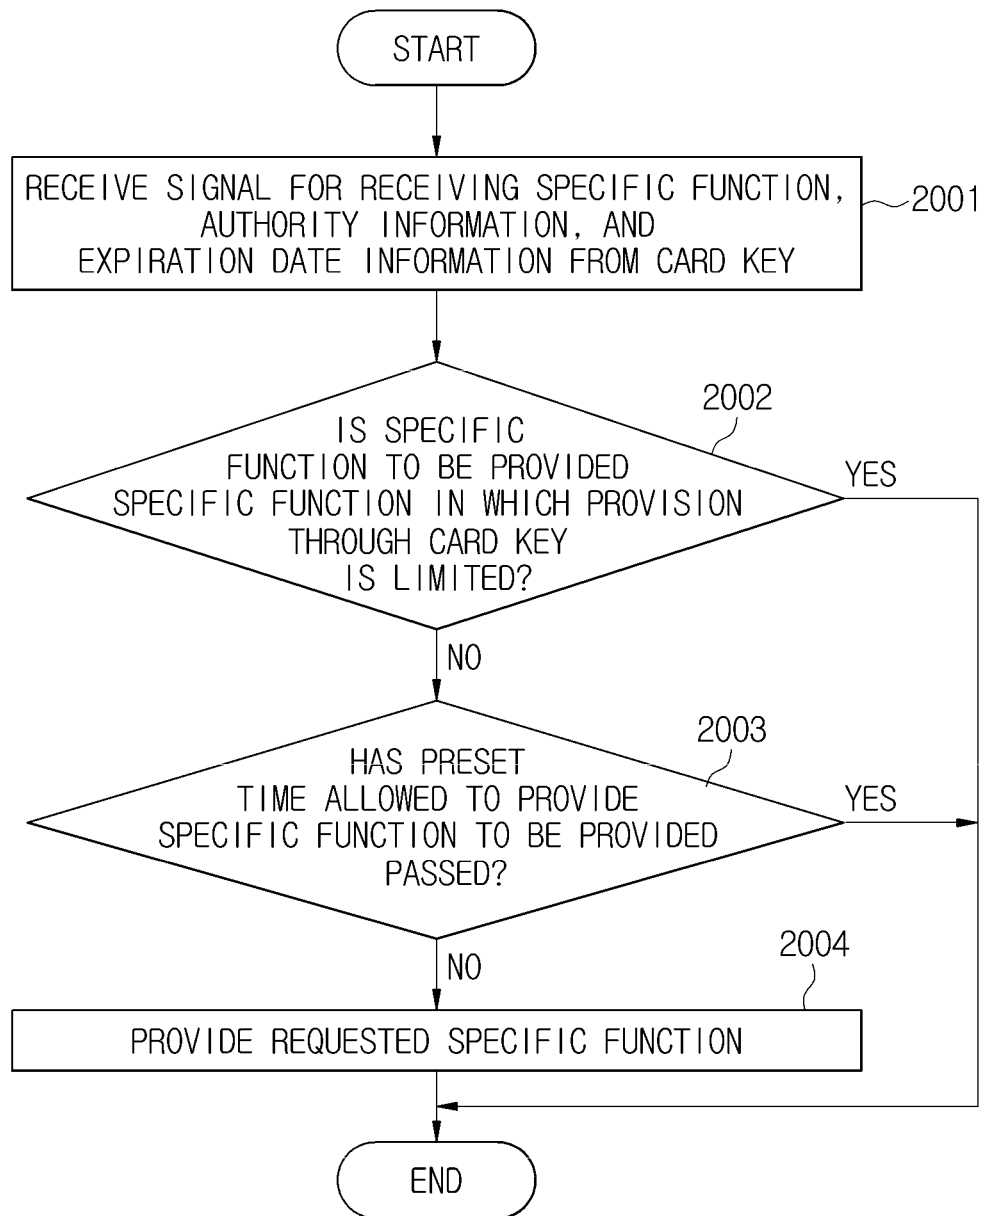 START
RECEIVE SIGNAL FOR RECEIVING SPECIFIC FUNCTION,
AUTHORITY INFORMATION, AND
EXPIRATION DATE INFORMATION FROM CARD KEY
2001
2002
IS SPECIFIC
FUNCTION TO BE PROVIDED
SPECIFIC FUNCTION IN WHICH PROVISION
THROUGH CARD KEY
IS LIMITED?
YES
NO
2003
HAS PRESET
TIME ALLOWED TO PROVIDE
SPECIFIC FUNCTION TO BE PROVIDED
PASSED?
YES
NO
2004
PROVIDE REQUESTED SPECIFIC FUNCTION
END